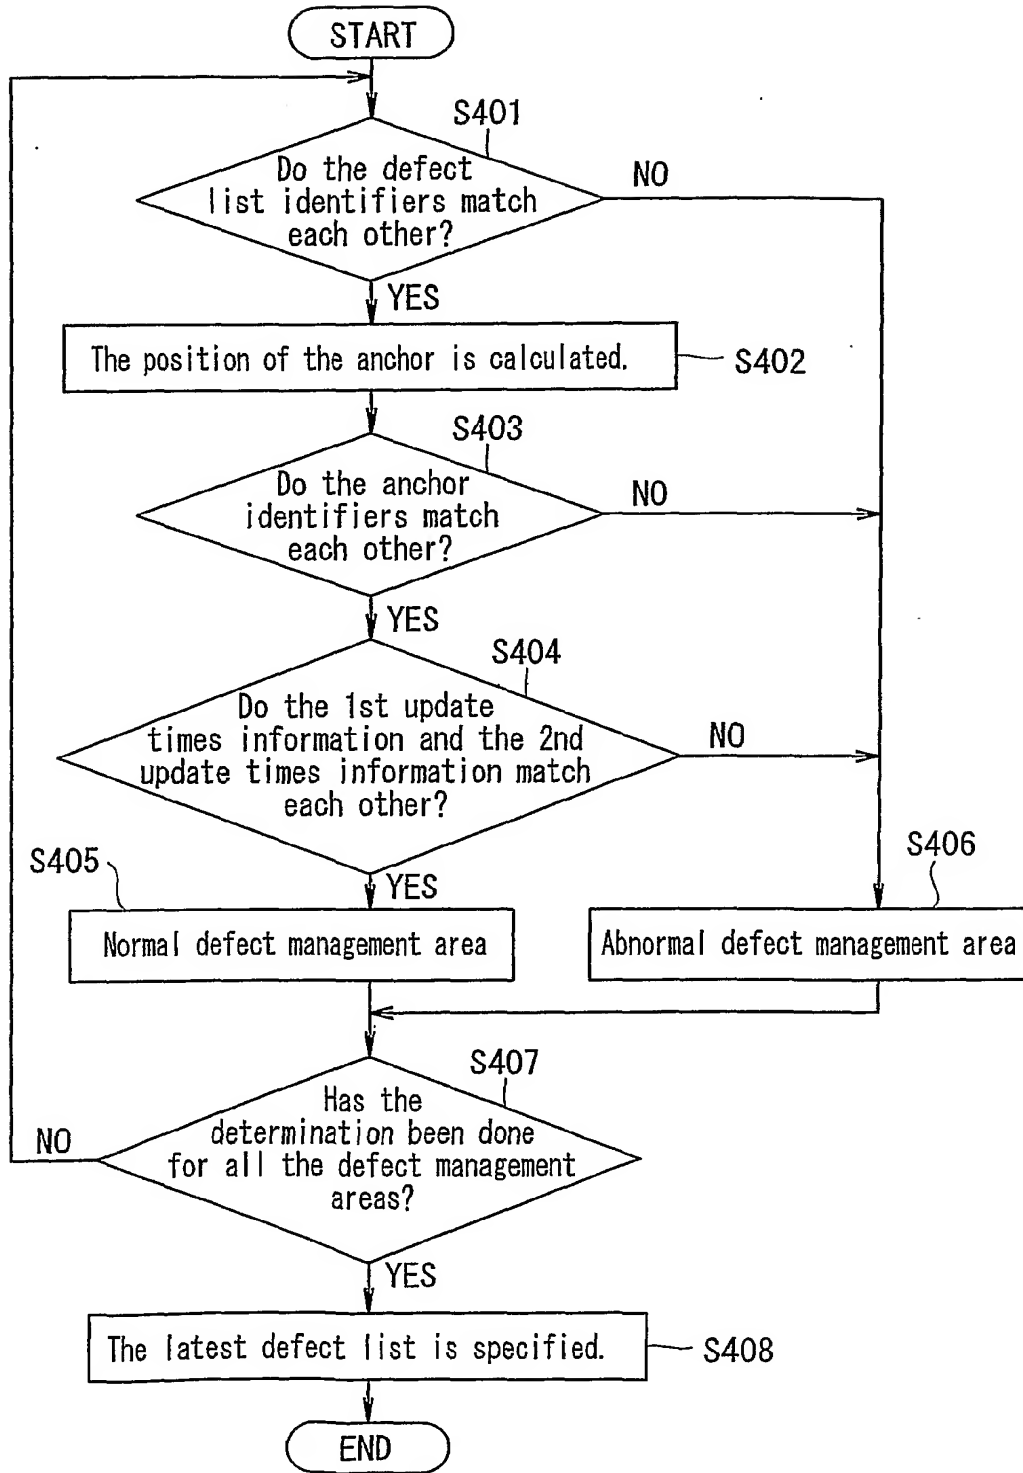 START
S401
Do the defect
list identifiers match
each other?
NO
YES
The position of the anchor is calculated.
S402
S403
Do the anchor
identifiers match
each other?
NO
YES
S404
Do the 1st update
times information and the 2nd
update times information match
each other?
NO
YES
S405
Normal defect management area
S406
Abnormal defect management area
S407
Has the
determination been done
for all the defect management
areas?
NO
YES
The latest defect list is specified.
S408
END